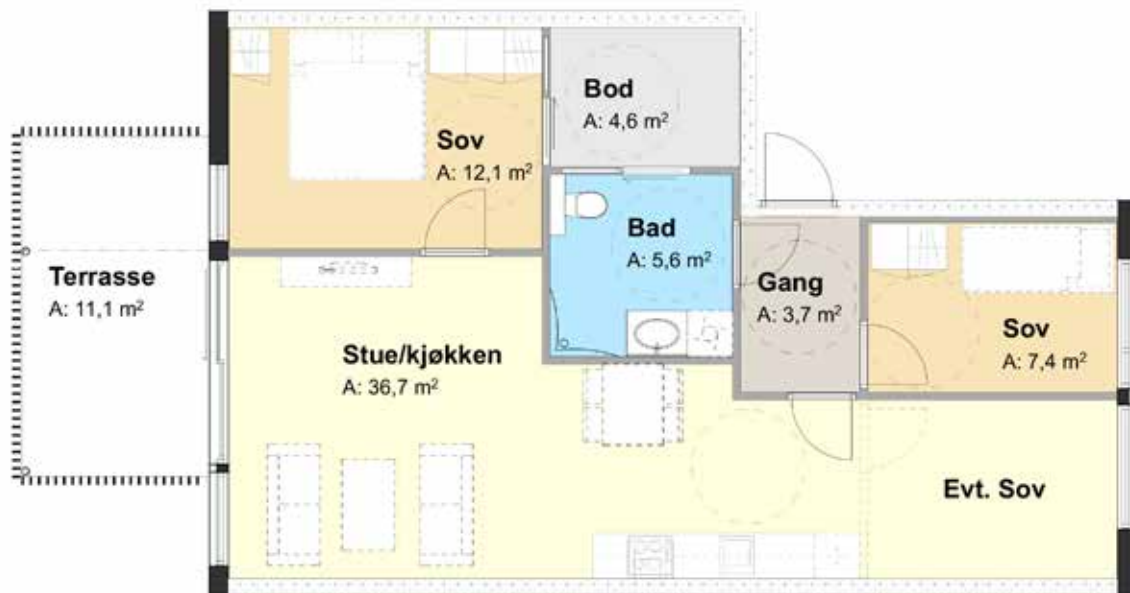 Bod
A: 4,6 m²
Sov
A: 12,1 m²
Bad
A: 5,6 m²
Terrasse
A: 11,1 m²
Gang
A: 3,7 m²
Sov
A: 7,4 m²
Stue/kjøkken
A: 36,7 m²
Evt. Sov